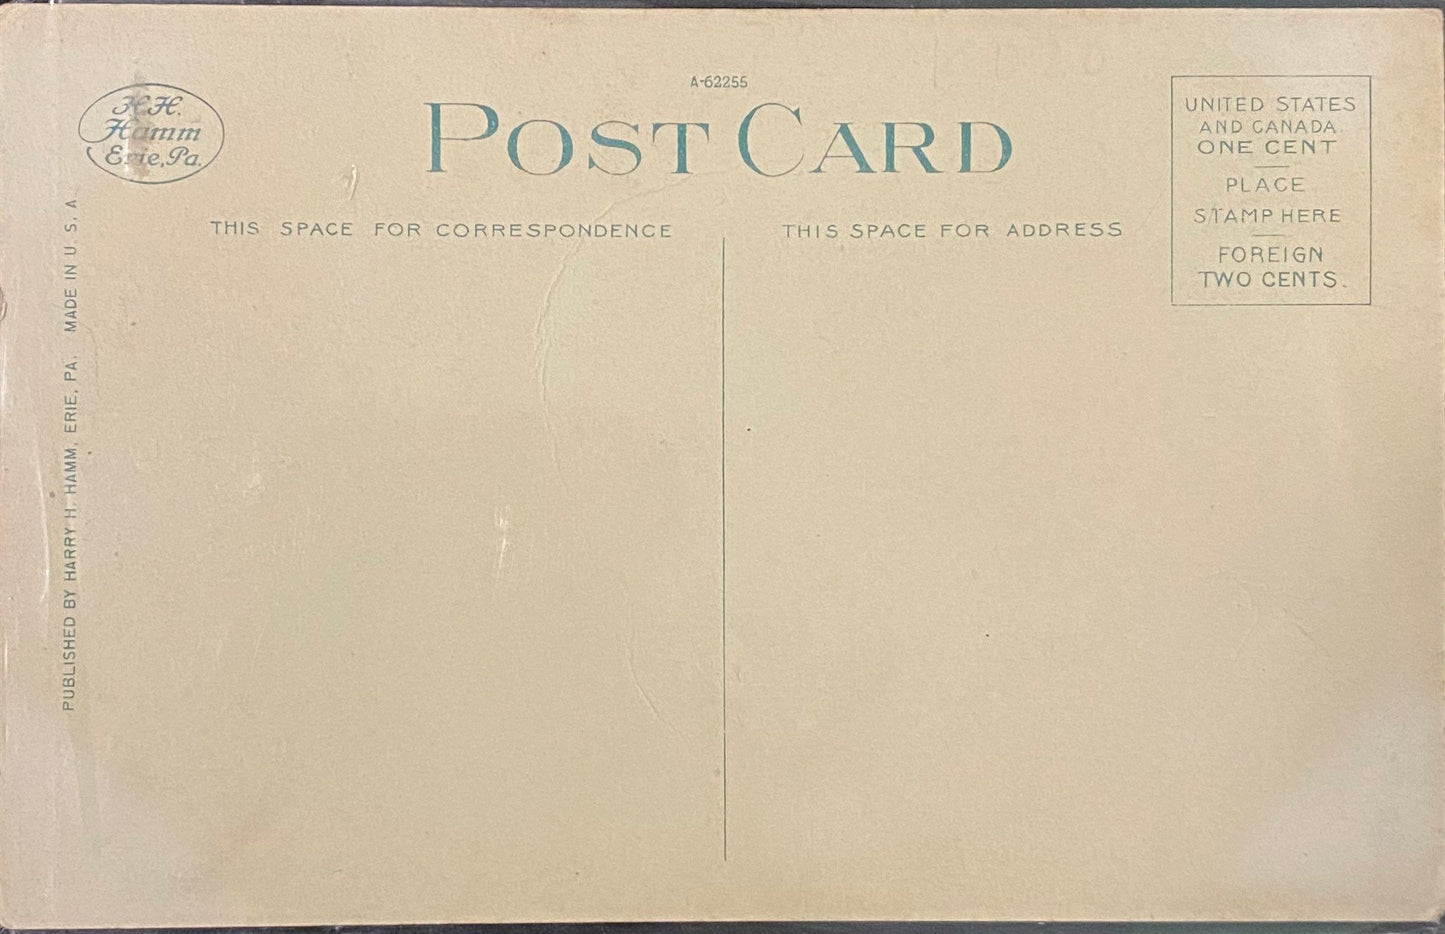 H.H.
Hamm
Erie, Pa.
A-62255
POST CARD
UNITED STATES
AND CANADA.
ONE CENT
PLACE
STAMP HERE
FOREIGN
TWO CENTS.
THIS SPACE FOR CORRESPONDENCE
THIS SPACE FOR ADDRESS
PUBLISHED BY HARRY H. HAMM, ERIE, PA. MADE IN U. S. A.